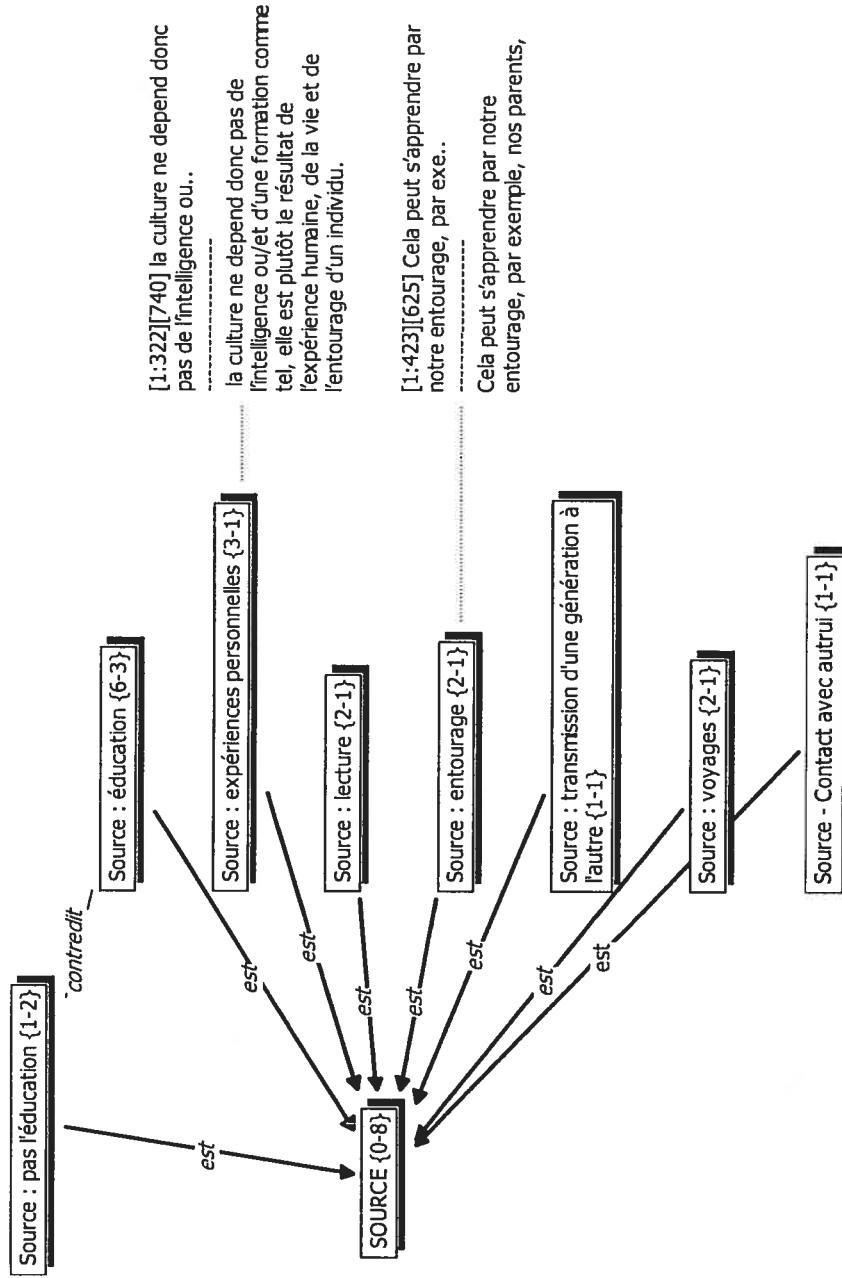 Source : pas l'éducation {1-2}
contredit
Source : éducation {6-3}
est
est
Source : expériences personnelles {3-1}
est
[1:322][740] la culture ne depend donc
pas de l'intelligence ou..
--------------------
la culture ne depend donc pas de
l'intelligence ou/et d'une formation comme
tel, elle est plutôt le résultat de
l'expérience humaine, de la vie et de
l'entourage d'un individu.
SOURCE {0-8}
Source : lecture {2-1}
est
Source : entourage {2-1}
est
[1:423][625] Cela peut s'apprendre par
notre entourage, par exe..
--------------------
Cela peut s'apprendre par notre
entourage, par exemple, nos parents,
Source : transmission d'une génération à
l'autre {1-1}
est
Source : voyages {2-1}
est
Source - Contact avec autrui {1-1}
est